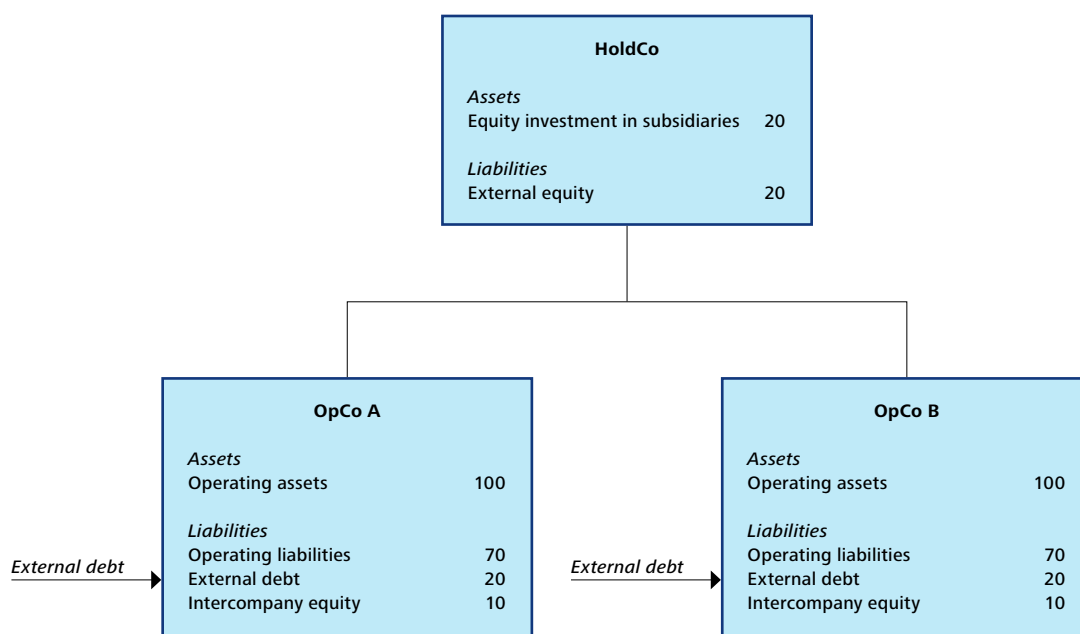 HoldCo
Assets
Equity investment in subsidiaries 20
Liabilities
External equity 20
OpCo A
Assets
Operating assets 100
Liabilities
Operating liabilities 70
External debt
External debt 20
Intercompany equity 10
OpCo B
Assets
Operating assets 100
Liabilities
Operating liabilities 70
External debt
External debt 20
Intercompany equity 10